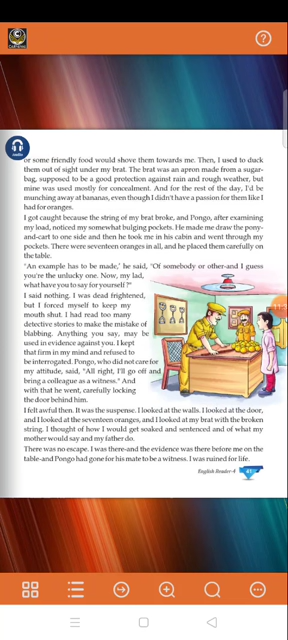 Audio
or some friendly food would shove them towards me. Then, I used to duck
them out of sight under my brat. The brat was an apron made from a sugar-
bag, supposed to be a good protection against rain and rough weather, but
mine was used mostly for concealment. And for the rest of the day, I'd be
munching away at bananas, even though I didn't have a passion for them like I
had for oranges.
I got caught because the string of my brat broke, and Pongo, after examining
my load, noticed my somewhat bulging pockets. He made me draw the pony-
and-cart to one side and then he took me in his cabin and went through my
pockets. There were seventeen oranges in all, and he placed them carefully on
the table.
"An example has to be made,' he said, "Of somebody or other-and I guess
you're the unlucky one. Now, my lad,
what have you to say for yourself ?"
I said nothing. I was dead frightened,
but I forced myself to keep my
mouth shut. I had read too many
detective stories to make the mistake of
blabbing. Anything you say, may be
used in evidence against you. I kept
that firm in my mind and refused to
be interrogated. Pongo, who did not care for
my attitude, said, "All right, I'll go off and
bring a colleague as a witness." And
with that he went, carefully locking
the door behind him.
I felt awful then. It was the suspense. I looked at the walls. I looked at the door,
and I looked at the seventeen oranges, and I looked at my brat with the broken
string. I thought of how I would get soaked and sentenced and of what my
mother would say and my father do.
There was no escape. I was there-and the evidence was there before me on the
table-and Pongo had gone for his mate to be a witness. I was ruined for life.
English Reader-4
41